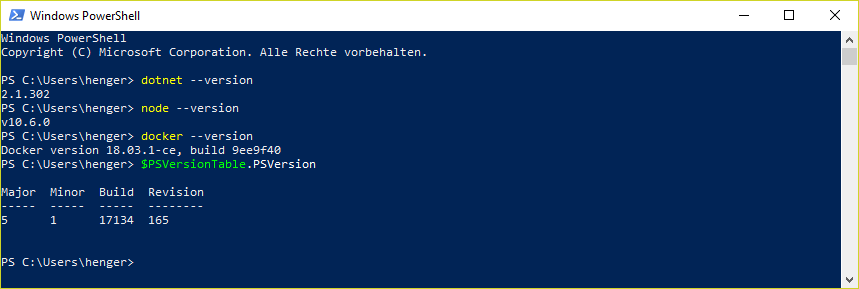 Windows PowerShell
Windows PowerShell
Copyright (C) Microsoft Corporation. Alle Rechte vorbehalten.
PS C:\Users\henger> dotnet --version
2.1.302
PS C:\Users\henger> node --version
v10.6.0
PS C:\Users\henger> docker --version
Docker version 18.03.1-ce, build 9ee9f40
PS C:\Users\henger> $PSVersionTable.PSVersion
Major  Minor  Build  Revision
-----  -----  -----  --------
5      1      17134  165
PS C:\Users\henger>